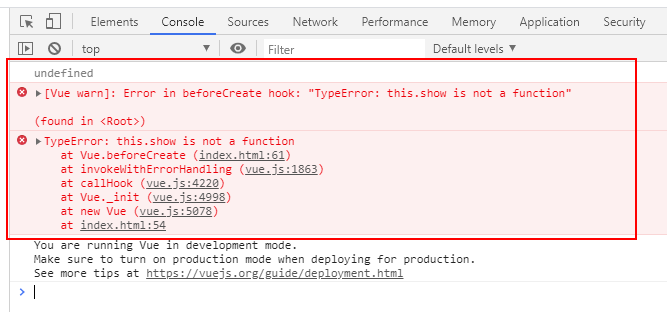 Elements Console Sources Network Performance Memory Application Security
top Filter Default levels
undefined
[Vue warn]: Error in beforeCreate hook: "TypeError: this.show is not a function"
(found in <Root>)
TypeError: this.show is not a function
at Vue.beforeCreate (index.html:61)
at invokeWithErrorHandling (vue.js:1863)
at callHook (vue.js:4220)
at Vue._init (vue.js:4998)
at new Vue (vue.js:5078)
at index.html:54
You are running Vue in development mode.
Make sure to turn on production mode when deploying for production.
See more tips at https://vuejs.org/guide/deployment.html